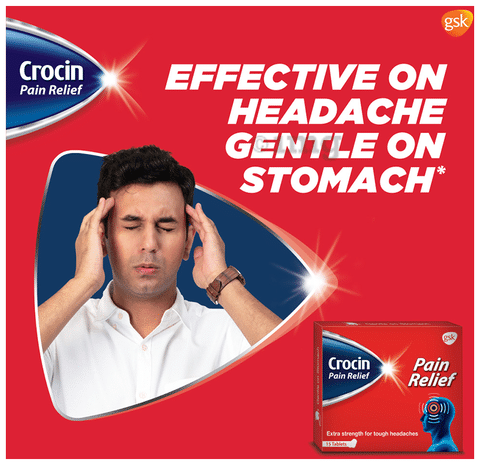 gsk
Crocin
Pain Relief
EFFECTIVE ON
HEADACHE
GENTLE ON
STOMACH*
gsk
Crocin
Pain Relief
Pain
Relief
Extra strength for tough headaches
15 Tablets